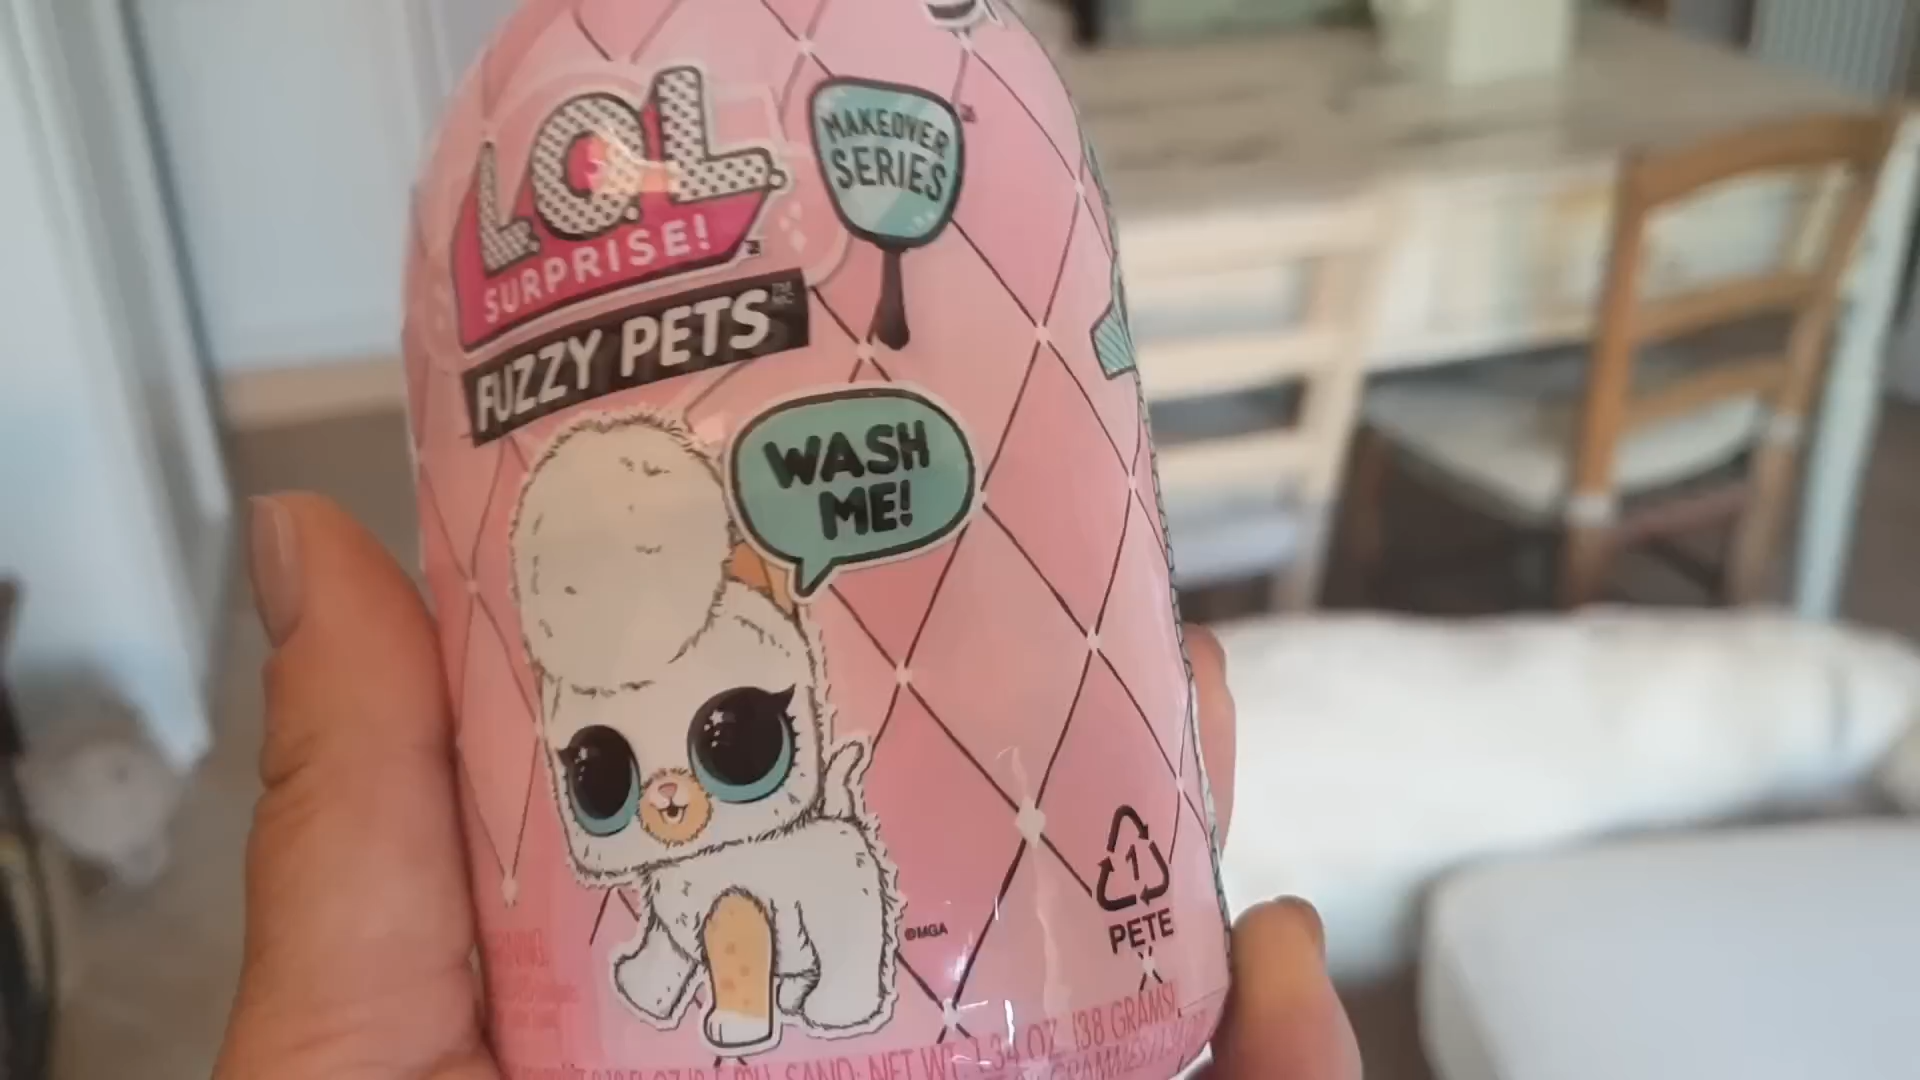 L.O.L.
SURPRISE!
FUZZY PETS
MAKEOVER
SERIES
WASH
ME!
©MGA
1
PETE
SAND: NET WT. 1.34 OZ. (38 GRAMS)